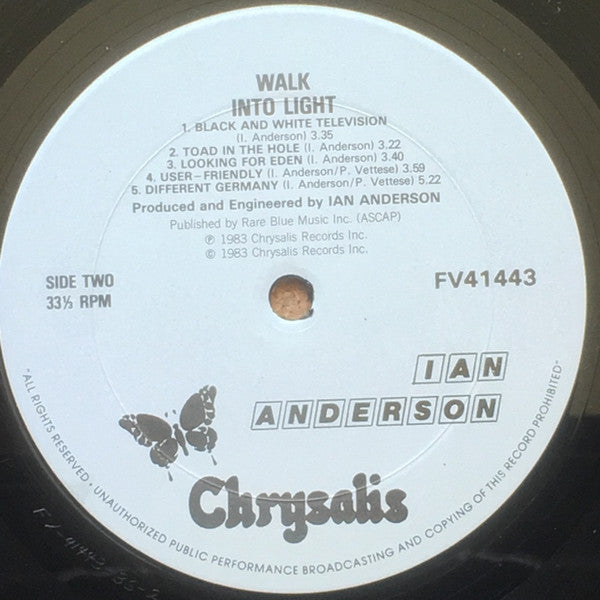 WALK
INTO LIGHT
1. BLACK AND WHITE TELEVISION
(I. Anderson) 3.35
2. TOAD IN THE HOLE (I. Anderson) 3.22
3. LOOKING FOR EDEN (I. Anderson) 3.40
4. USER–FRIENDLY (I. Anderson/P. Vettese) 3.59
5. DIFFERENT GERMANY (I. Anderson/P. Vettese) 5.22
Produced and Engineered by IAN ANDERSON
Published by Rare Blue Music Inc. (ASCAP)
℗ 1983 Chrysalis Records Inc.
© 1983 Chrysalis Records Inc.
SIDE TWO
33⅓ RPM
FV41443
IAN
ANDERSON
Chrysalis
"ALL RIGHTS RESERVED • UNAUTHORIZED PUBLIC PERFORMANCE BROADCASTING AND COPYING OF THIS RECORD PROHIBITED"